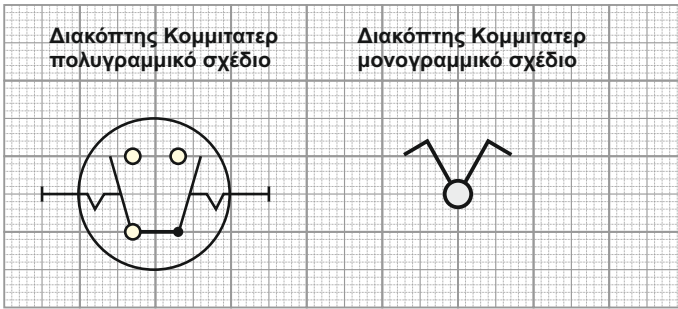 Διακόπτης Κομμιτατερ
πολυγραμμικό σχέδιο
Διακόπτης Κομμιτατερ
μονογραμμικό σχέδιο